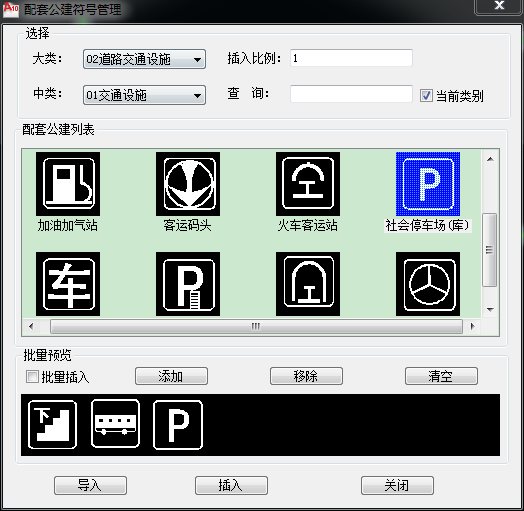 A10 配套公建符号管理
选择
大类： 02道路交通设施 插入比例： 1
中类： 01交通设施 查 询： 当前类别
配套公建列表
P
加油加气站 客运码头 火车客运站 社会停车场(库)
车 P
批量预览
批量插入 添加 移除 清空
P
导入 插入 关闭